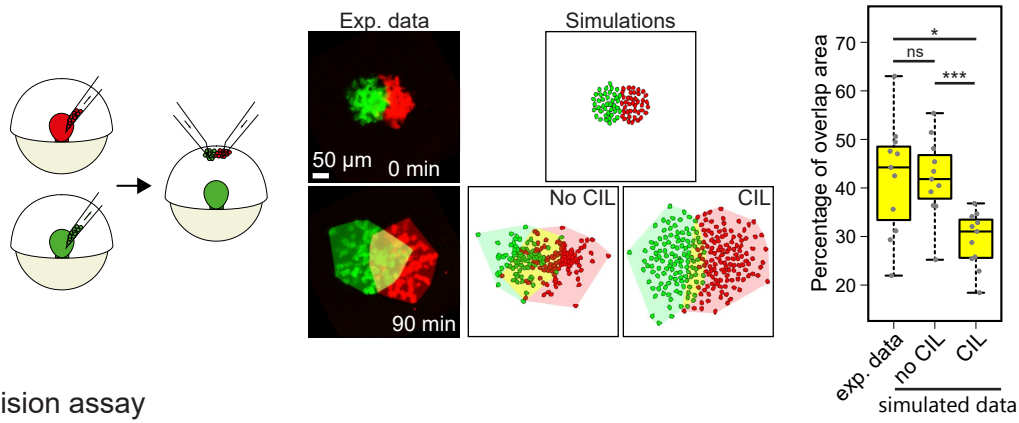 Exp. data
Simulations
50 µm
0 min
90 min
No CIL
CIL
Percentage of overlap area
70
60
50
40
30
20
*
ns
***
exp. data
no CIL
CIL
simulated data
ision assay